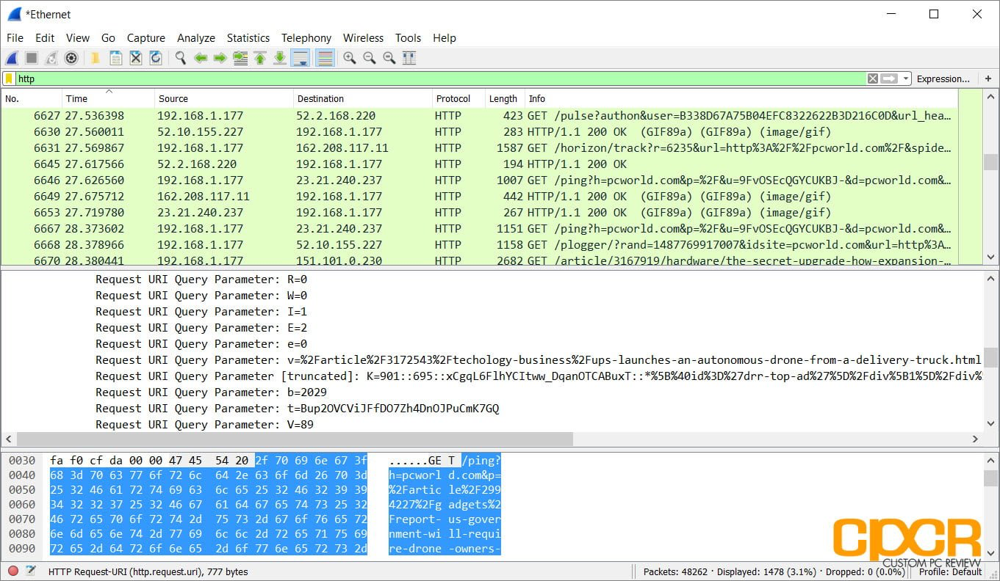 *Ethernet
File Edit View Go Capture Analyze Statistics Telephony Wireless Tools Help
http Expression... +
No. Time Source Destination Protocol Length Info
6627 27.536398 192.168.1.177 52.2.168.220 HTTP 423 GET /pulse?authon&user=B338D67A75B04EFC8322622B3D216C0D&url_hea…
6630 27.560011 52.10.155.227 192.168.1.177 HTTP 283 HTTP/1.1 200 OK (GIF89a) (GIF89a) (image/gif)
6631 27.569867 192.168.1.177 162.208.117.11 HTTP 1587 GET /horizon/track?r=6235&url=http%3A%2F%2Fpcworld.com%2F&spide…
6645 27.617566 52.2.168.220 192.168.1.177 HTTP 194 HTTP/1.1 200 OK
6646 27.626560 192.168.1.177 23.21.240.237 HTTP 1007 GET /ping?h=pcworld.com&p=%2F&u=9FvOSEcQGYCUKBJ-&d=pcworld.com&…
6649 27.675712 162.208.117.11 192.168.1.177 HTTP 442 HTTP/1.1 200 OK (GIF89a) (GIF89a) (image/gif)
6653 27.719780 23.21.240.237 192.168.1.177 HTTP 267 HTTP/1.1 200 OK (GIF89a) (GIF89a) (image/gif)
6667 28.373602 192.168.1.177 23.21.240.237 HTTP 1151 GET /ping?h=pcworld.com&p=%2F&u=9FvOSEcQGYCUKBJ-&d=pcworld.com&…
6668 28.378966 192.168.1.177 52.10.155.227 HTTP 1158 GET /plogger/?rand=1487769917007&idsite=pcworld.com&url=http%3A…
6670 28.380441 192.168.1.177 151.101.0.230 HTTP 2682 GET /article/3167919/hardware/the-secret-upgrade-how-expansion-…
Request URI Query Parameter: R=0
Request URI Query Parameter: W=0
Request URI Query Parameter: I=1
Request URI Query Parameter: E=2
Request URI Query Parameter: e=0
Request URI Query Parameter: v=%2Farticle%2F3172543%2Ftechology-business%2Fups-launches-an-autonomous-drone-from-a-delivery-truck.html
Request URI Query Parameter [truncated]: K=901::695::xCgqL6FlhYCItww_DqanOTCABuxT::*%5B%40id%3D%27drr-top-ad%27%5D%2Fdiv%5B1%5D%2Fdiv%
Request URI Query Parameter: b=2029
Request URI Query Parameter: t=Bup2OVCViJFfDO7Zh4DnOJPuCmK7GQ
Request URI Query Parameter: V=89
0030 fa f0 cf da 00 00 47 45 54 20 2f 70 69 6e 67 3f ......GE T /ping?
0040 68 3d 70 63 77 6f 72 6c 64 2e 63 6f 6d 26 70 3d h=pcworl d.com&p=
0050 25 32 46 61 72 74 69 63 6c 65 25 32 46 32 39 39 %2Fartic le%2F299
0060 34 32 32 37 25 32 46 67 61 64 67 65 74 73 25 32 4227%2Fg adgets%2
0070 46 72 65 70 6f 72 74 2d 75 73 2d 67 6f 76 65 72 Freport- us-gover
0080 6e 6d 65 6e 74 2d 77 69 6c 6c 2d 72 65 71 75 69 nment-wi ll-requi
0090 72 65 2d 64 72 6f 6e 65 2d 6f 77 6e 65 72 73 2d re-drone -owners-
CPCR
CUSTOM PC REVIEW
HTTP Request-URI (http.request.uri), 777 bytes Packets: 48262 · Displayed: 1478 (3.1%) · Dropped: 0 (0.0%) Profile: Default